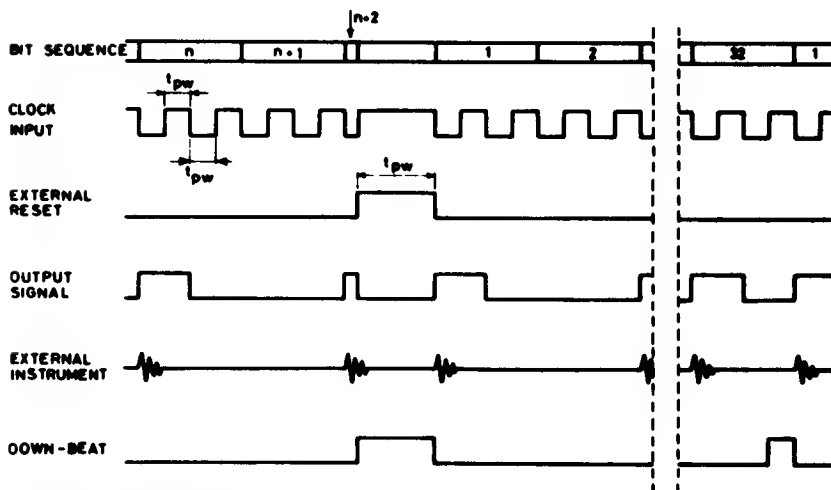 n+2
BIT SEQUENCE n n+1 1 2 32 1
tpw
CLOCK
INPUT
tpw
tpw
EXTERNAL
RESET
OUTPUT
SIGNAL
EXTERNAL
INSTRUMENT
DOWN-BEAT